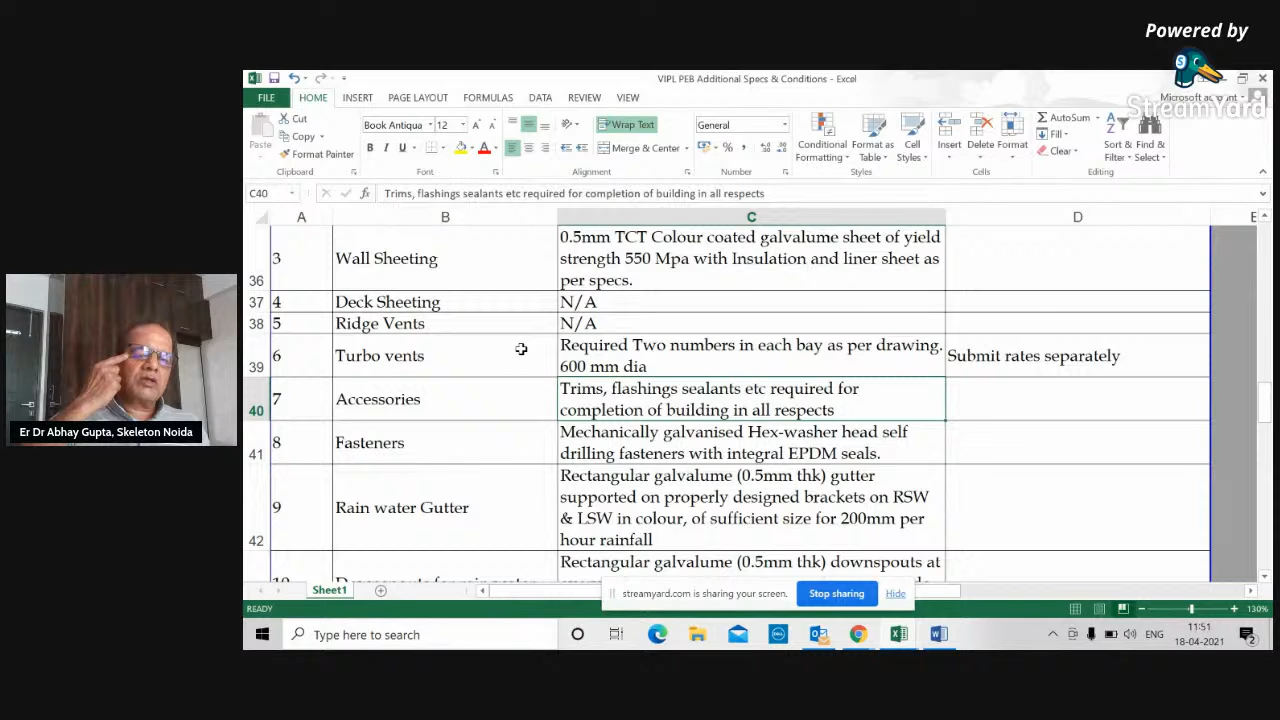 Powered by
StreamYard
VIPL PEB Additional Specs & Conditions - Excel
Microsoft account
FILE HOME INSERT PAGE LAYOUT FORMULAS DATA REVIEW VIEW
Paste
Cut
Copy
Format Painter
Clipboard
Book Antiqua 12
B I U
Font
Wrap Text
Merge & Center
Alignment
General
Number
Conditional Formatting
Format as Table
Cell Styles
Styles
Insert Delete Format
Cells
AutoSum
Fill
Clear
Sort & Filter
Find & Select
Editing
C40 fx Trims, flashings sealants etc required for completion of building in all respects
A B C D E
36 3 Wall Sheeting
0.5mm TCT Colour coated galvalume sheet of yield
strength 550 Mpa with Insulation and liner sheet as
per specs.
37 4 Deck Sheeting N/A
38 5 Ridge Vents N/A
39 6 Turbo vents
Required Two numbers in each bay as per drawing.
600 mm dia
Submit rates separately
40 7 Accessories
Trims, flashings sealants etc required for
completion of building in all respects
41 8 Fasteners
Mechanically galvanised Hex-washer head self
drilling fasteners with integral EPDM seals.
42 9 Rain water Gutter
Rectangular galvalume (0.5mm thk) gutter
supported on properly designed brackets on RSW
& LSW in colour, of sufficient size for 200mm per
hour rainfall
Rectangular galvalume (0.5mm thk) downspouts at
Sheet1
streamyard.com is sharing your screen.
Stop sharing
Hide
READY
130%
Type here to search
ENG
11:51
18-04-2021
2
Er Dr Abhay Gupta, Skeleton Noida